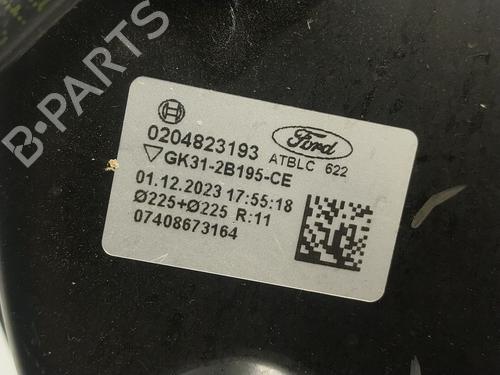 0204823193
Ford
GK31-2B195-CE
ATBLC 622
01.12.2023 17:55:18
Ø225+Ø225 R:11
07408673164
B-PARTS